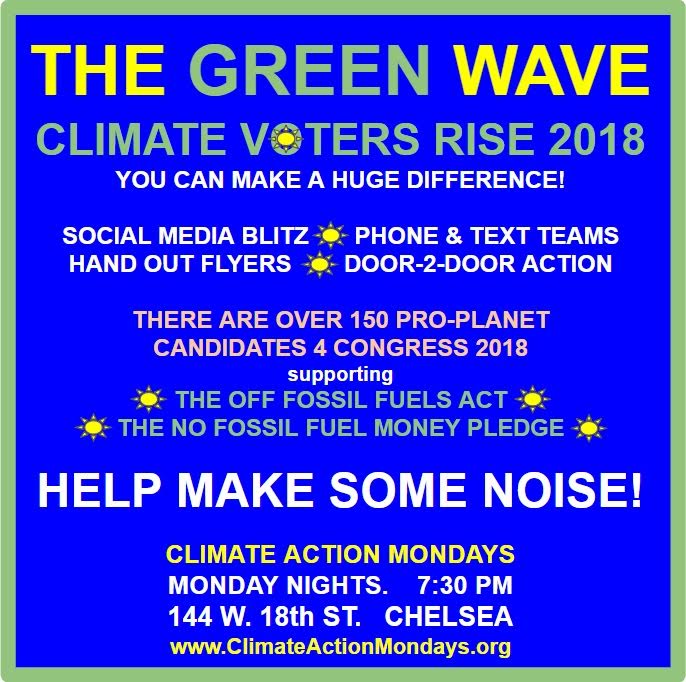 THE GREEN WAVE
CLIMATE VOTERS RISE 2018
YOU CAN MAKE A HUGE DIFFERENCE!
SOCIAL MEDIA BLITZ PHONE & TEXT TEAMS
HAND OUT FLYERS DOOR-2-DOOR ACTION
THERE ARE OVER 150 PRO-PLANET
CANDIDATES 4 CONGRESS 2018
supporting
THE OFF FOSSIL FUELS ACT
THE NO FOSSIL FUEL MONEY PLEDGE
HELP MAKE SOME NOISE!
CLIMATE ACTION MONDAYS
MONDAY NIGHTS. 7:30 PM
144 W. 18th ST. CHELSEA
www.ClimateActionMondays.org